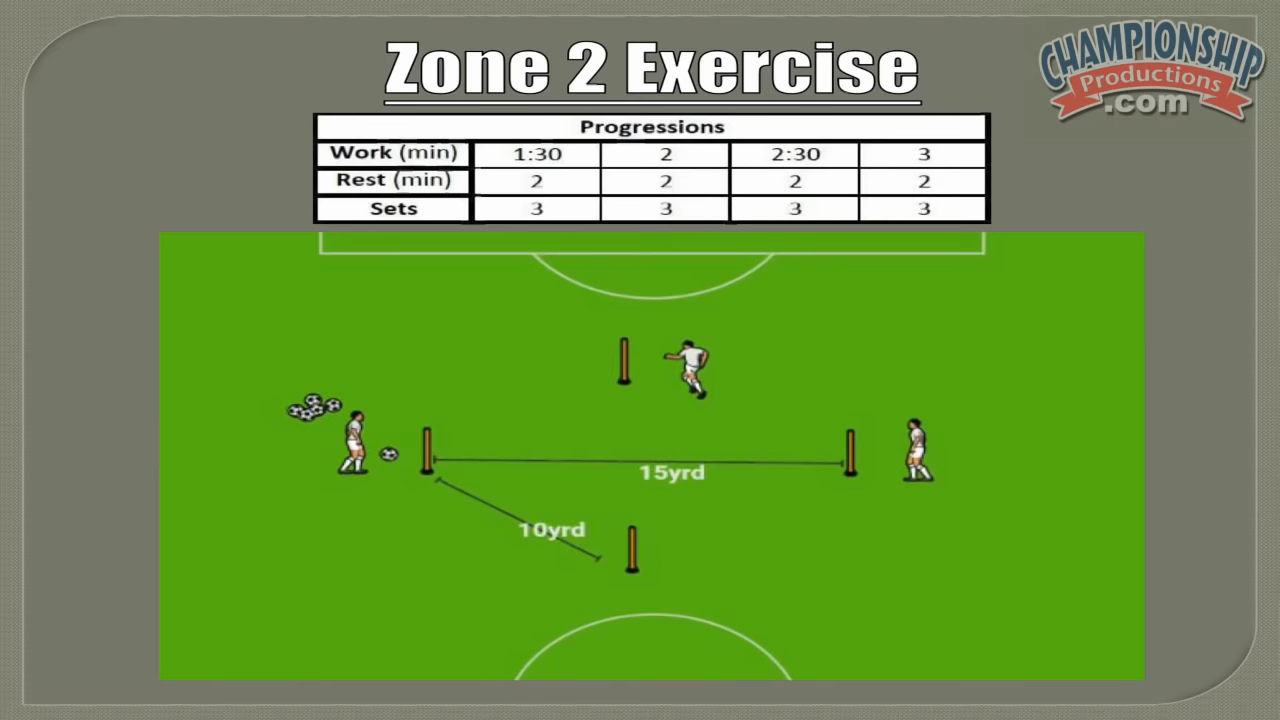 Zone 2 Exercise
CHAMPIONSHIP
Productions
.com
Progressions
Work (min) 1:30 2 2:30 3
Rest (min) 2 2 2 2
Sets 3 3 3 3
15yrd
10yrd